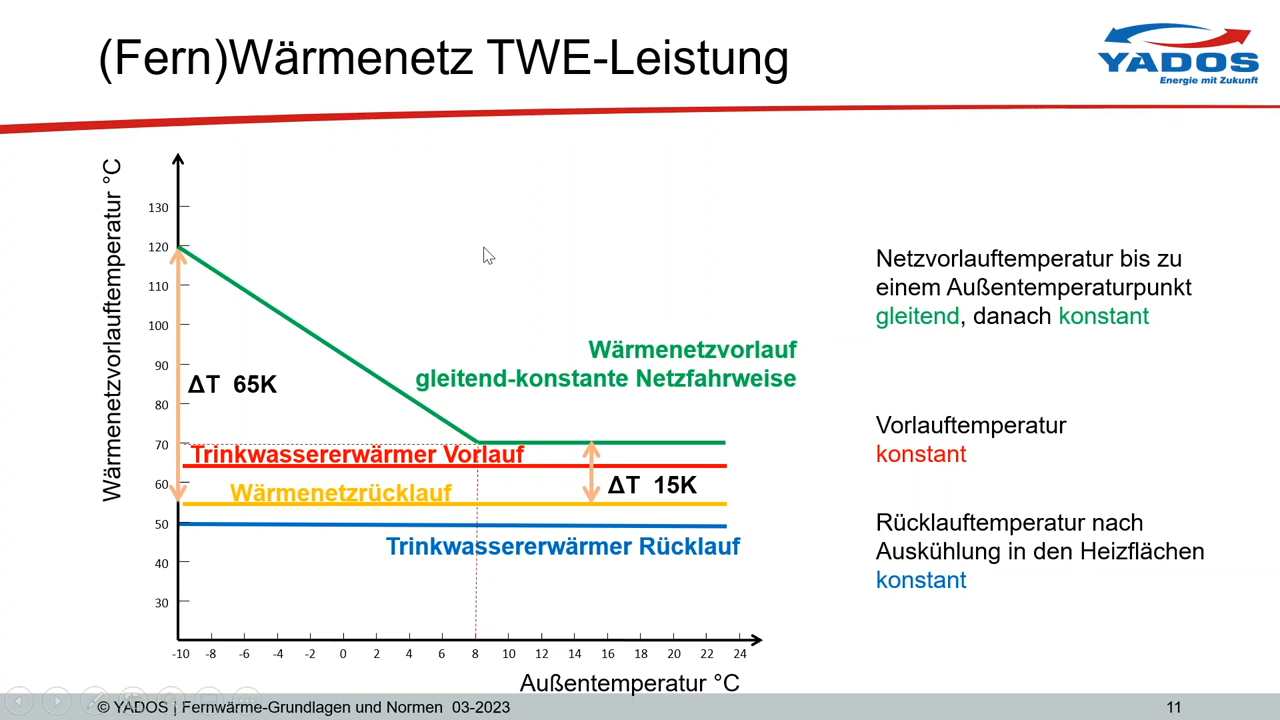 (Fern)Wärmenetz TWE-Leistung
YADOS
Energie mit Zukunft
Wärmenetzvorlauftemperatur °C
130
120
110
100
90
80
70
60
50
40
30
ΔT 65K
Wärmenetzvorlauf
gleitend-konstante Netzfahrweise
Trinkwassererwärmer Vorlauf
ΔT 15K
Wärmenetzrücklauf
Trinkwassererwärmer Rücklauf
-10 -8 -6 -4 -2 0 2 4 6 8 10 12 14 16 18 20 22 24
Außentemperatur °C
Netzvorlauftemperatur bis zu
einem Außentemperaturpunkt
gleitend, danach konstant
Vorlauftemperatur
konstant
Rücklauftemperatur nach
Auskühlung in den Heizflächen
konstant
© YADOS | Fernwärme-Grundlagen und Normen 03-2023
11